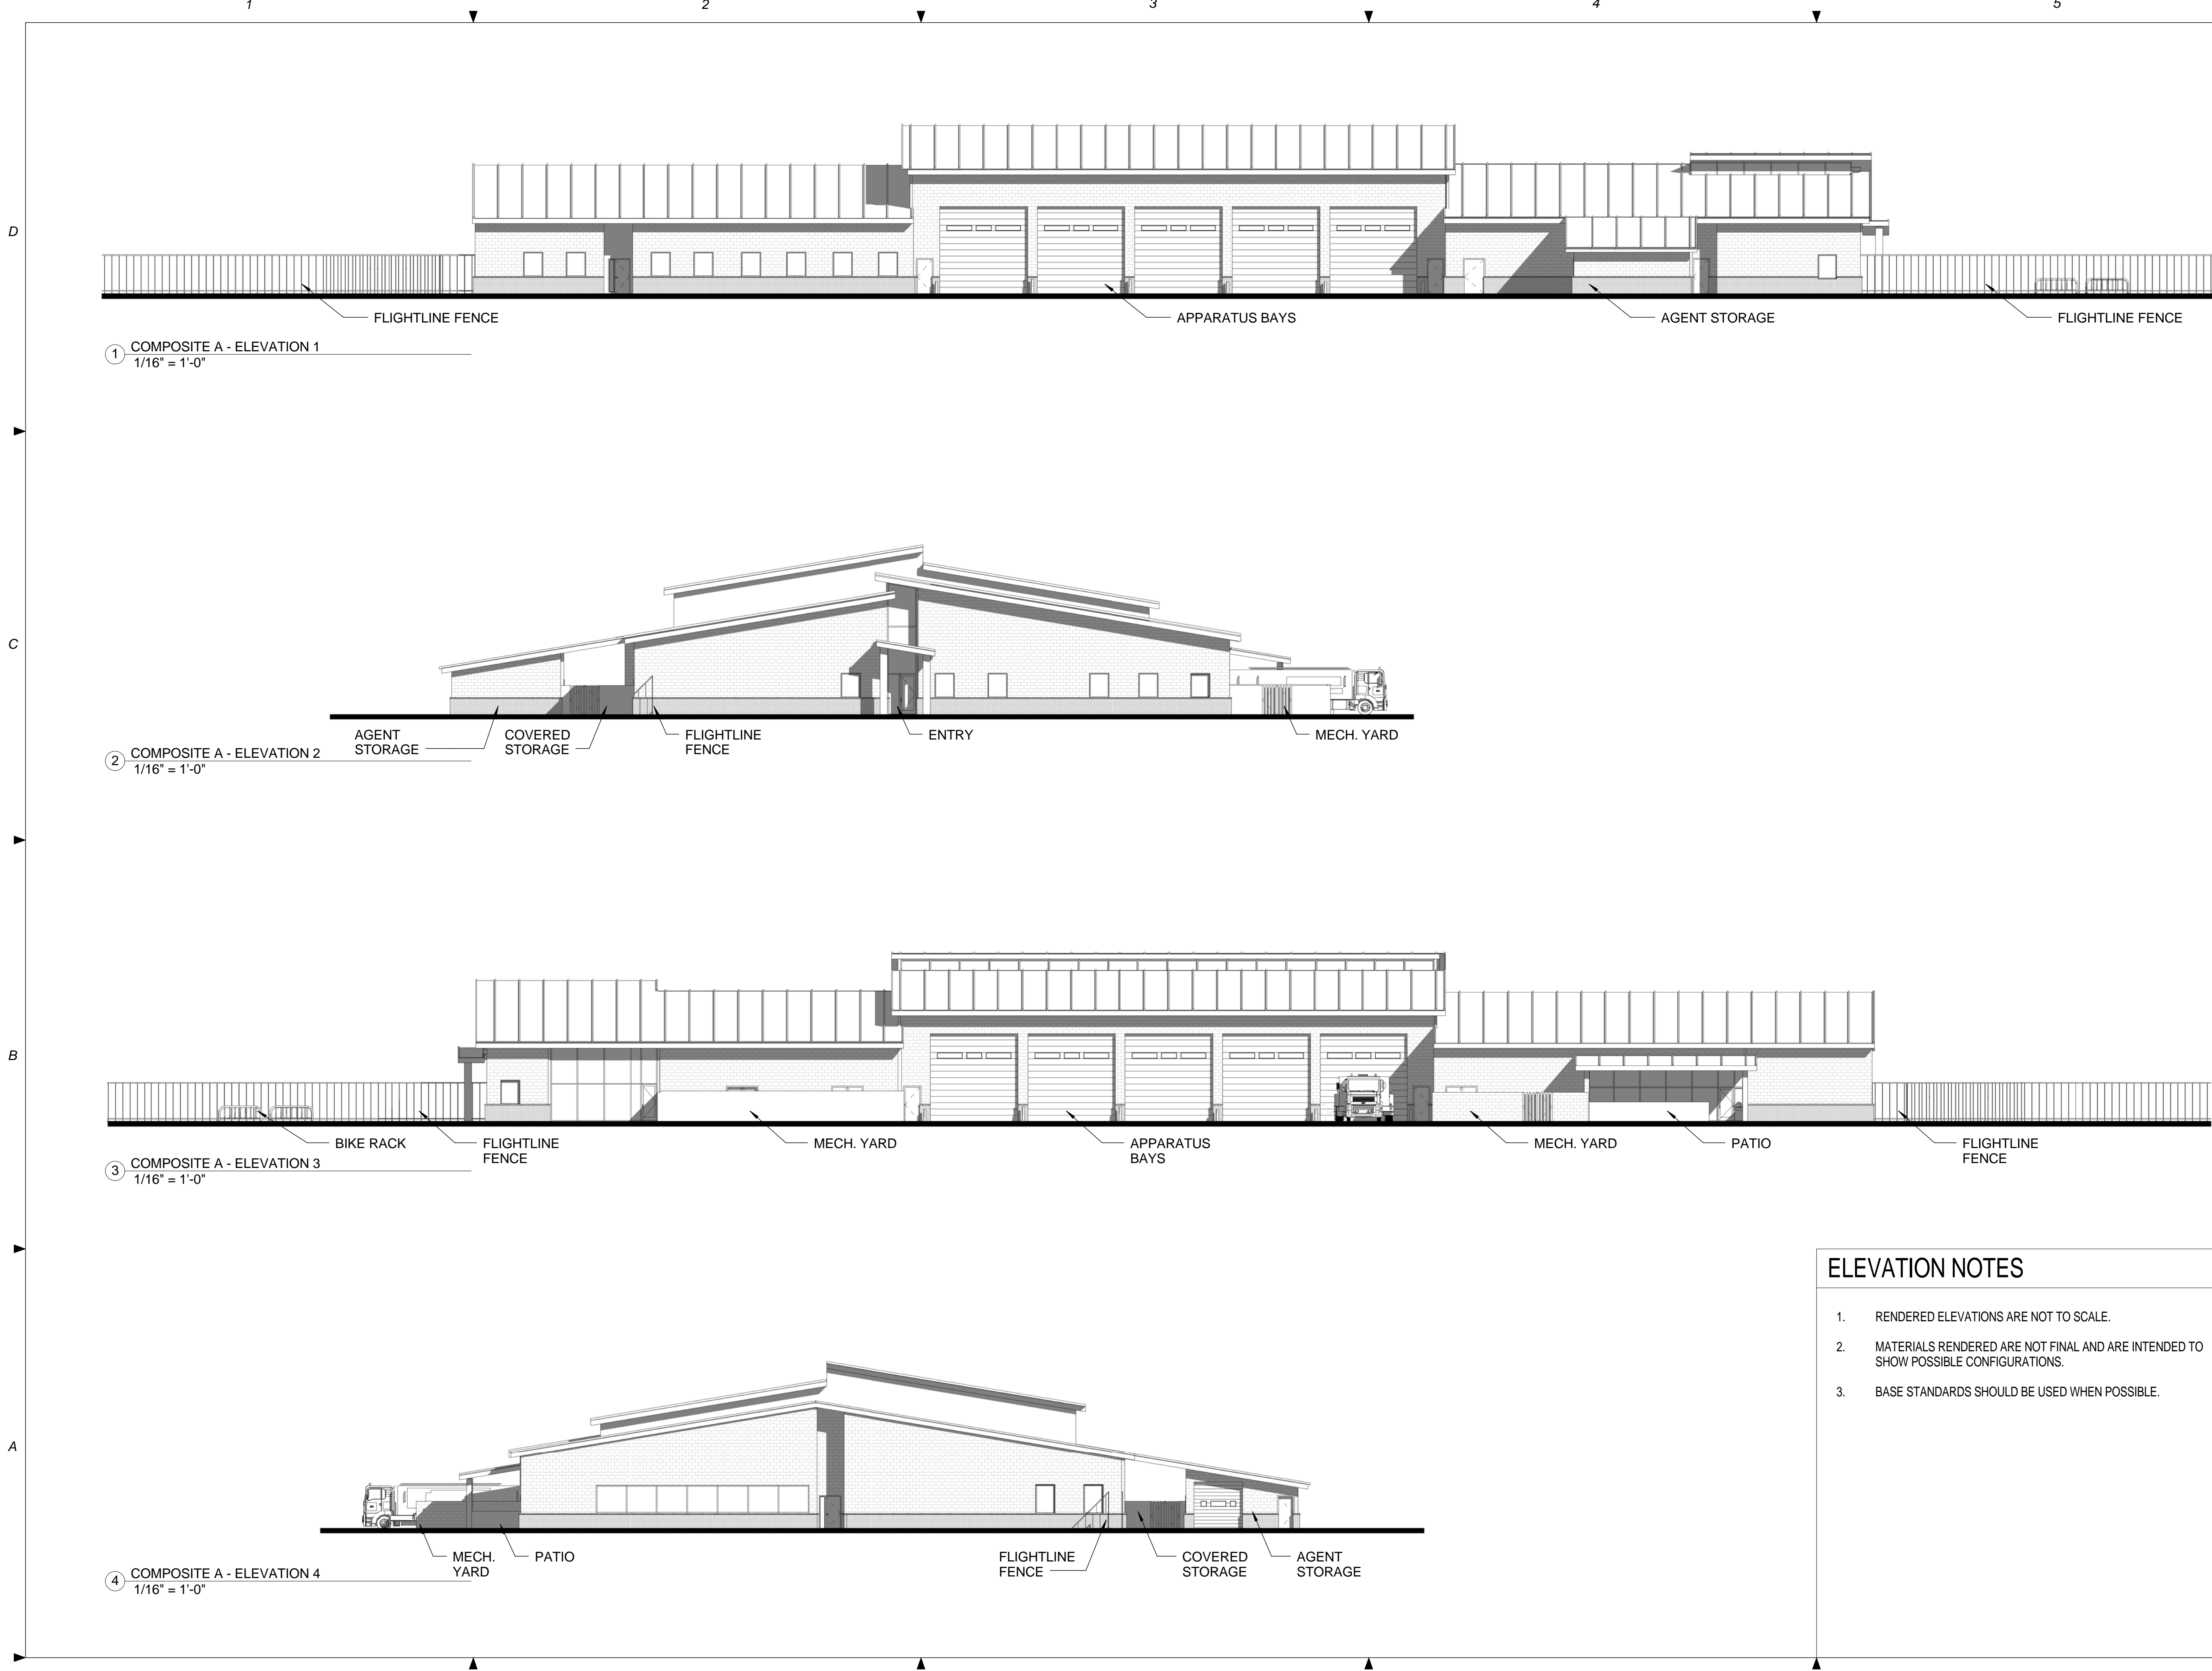 1
2
3
4
5
D
FLIGHTLINE FENCE
APPARATUS BAYS
AGENT STORAGE
FLIGHTLINE FENCE
1
COMPOSITE A - ELEVATION 1
1/16" = 1'-0"
C
AGENT
STORAGE
COVERED
STORAGE
FLIGHTLINE
FENCE
ENTRY
MECH. YARD
2
COMPOSITE A - ELEVATION 2
1/16" = 1'-0"
B
BIKE RACK
FLIGHTLINE
FENCE
MECH. YARD
APPARATUS
BAYS
MECH. YARD
PATIO
FLIGHTLINE
FENCE
3
COMPOSITE A - ELEVATION 3
1/16" = 1'-0"
ELEVATION NOTES
1. RENDERED ELEVATIONS ARE NOT TO SCALE.
2. MATERIALS RENDERED ARE NOT FINAL AND ARE INTENDED TO
SHOW POSSIBLE CONFIGURATIONS.
3. BASE STANDARDS SHOULD BE USED WHEN POSSIBLE.
A
MECH.
YARD
PATIO
FLIGHTLINE
FENCE
COVERED
STORAGE
AGENT
STORAGE
4
COMPOSITE A - ELEVATION 4
1/16" = 1'-0"